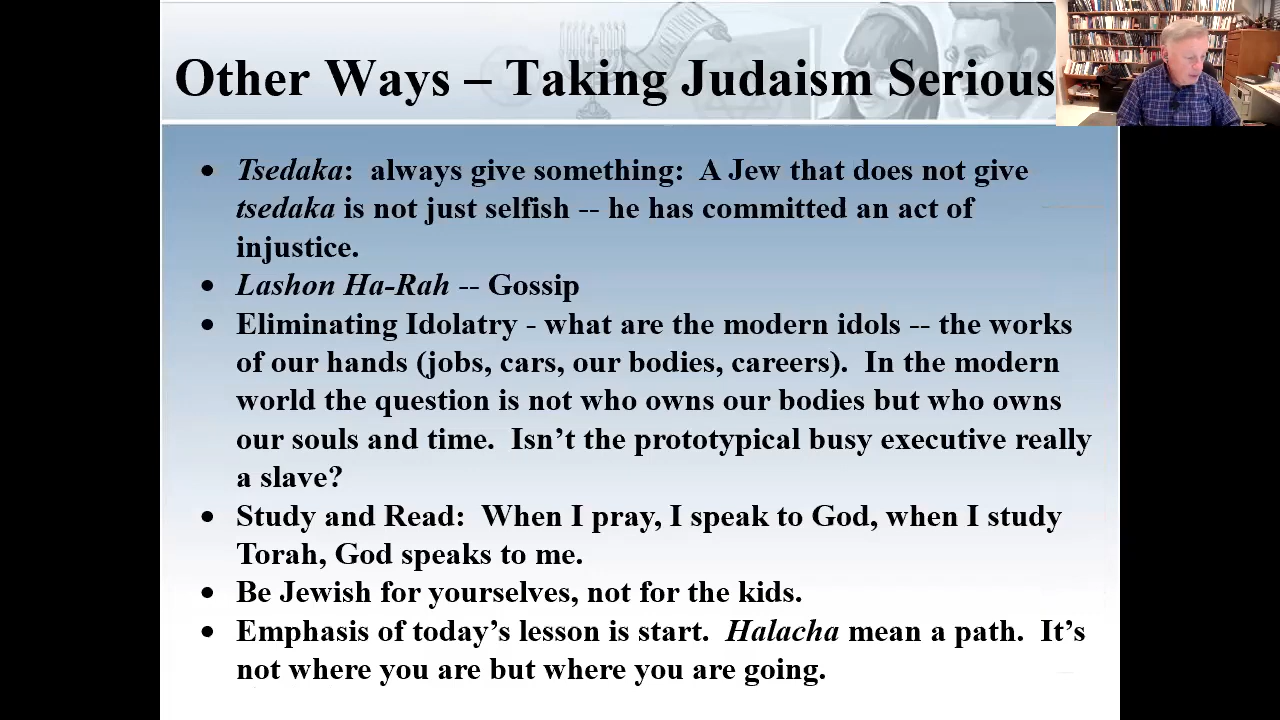 Other Ways – Taking Judaism Serious
• Tsedaka: always give something: A Jew that does not give
tsedaka is not just selfish -- he has committed an act of
injustice.
• Lashon Ha-Rah -- Gossip
• Eliminating Idolatry - what are the modern idols -- the works
of our hands (jobs, cars, our bodies, careers). In the modern
world the question is not who owns our bodies but who owns
our souls and time. Isn’t the prototypical busy executive really
a slave?
• Study and Read: When I pray, I speak to God, when I study
Torah, God speaks to me.
• Be Jewish for yourselves, not for the kids.
• Emphasis of today’s lesson is start. Halacha mean a path. It’s
not where you are but where you are going.